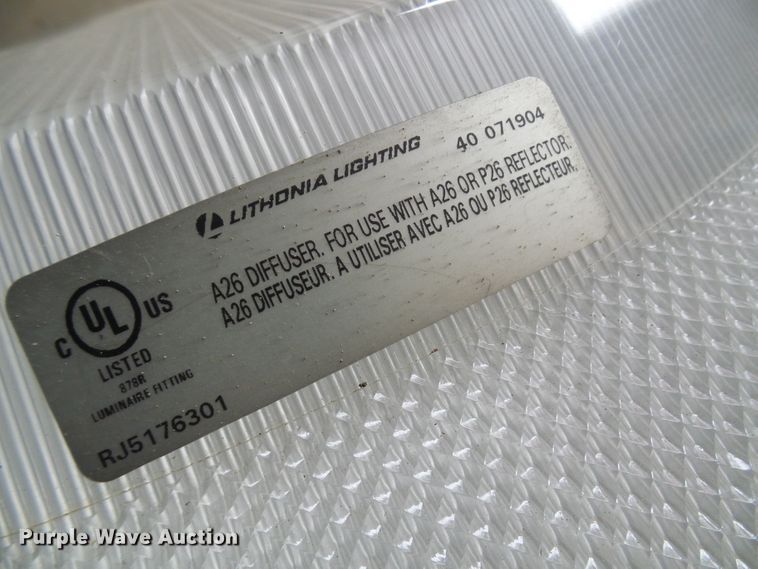 LITHONIA LIGHTING 40 071904
A26 DIFFUSER. FOR USE WITH A26 OR P26 REFLECTOR.
A26 DIFFUSEUR. A UTILISER AVEC A26 OU P26 REFLECTEUR.
C UL US
LISTED
878R
LUMINAIRE FITTING
RJ5176301
Purple Wave Auction